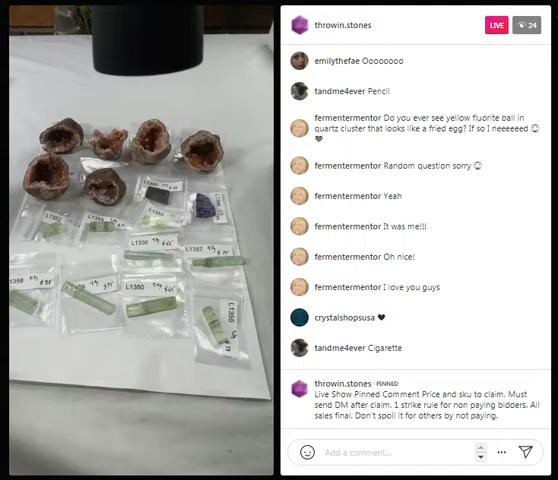 throwin.stones
LIVE
24
emilythefae Oooooooo
tandme4ever Pencil
fermentermentor Do you ever see yellow fluorite ball in
quartz cluster that looks like a fried egg? If so I neeeeed
fermentermentor Random question sorry
fermentermentor Yeah
fermentermentor It was me!!!
fermentermentor Oh nice!
fermentermentor I love you guys
crystalshopsusa
tandme4ever Cigarette
throwin.stones · PINNED
Live Show Pinned Comment Price and sku to claim. Must
send DM after claim. 1 strike rule for non paying bidders. All
sales final. Don't spoil it for others by not paying.
Add a comment...
L1356
$65
L1357
L1360
$65
L1355